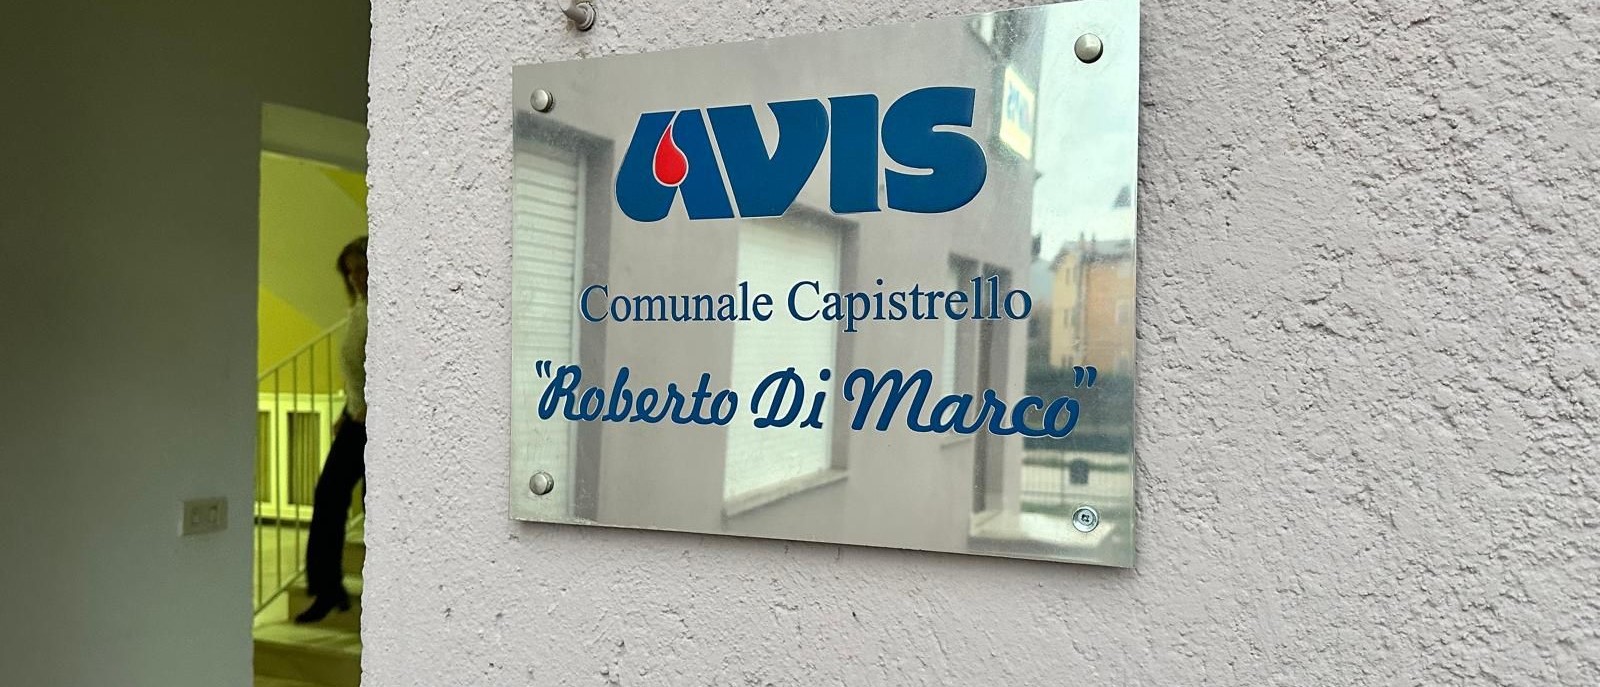 AVIS
Comunale Capistrello
"Roberto Di Marco"